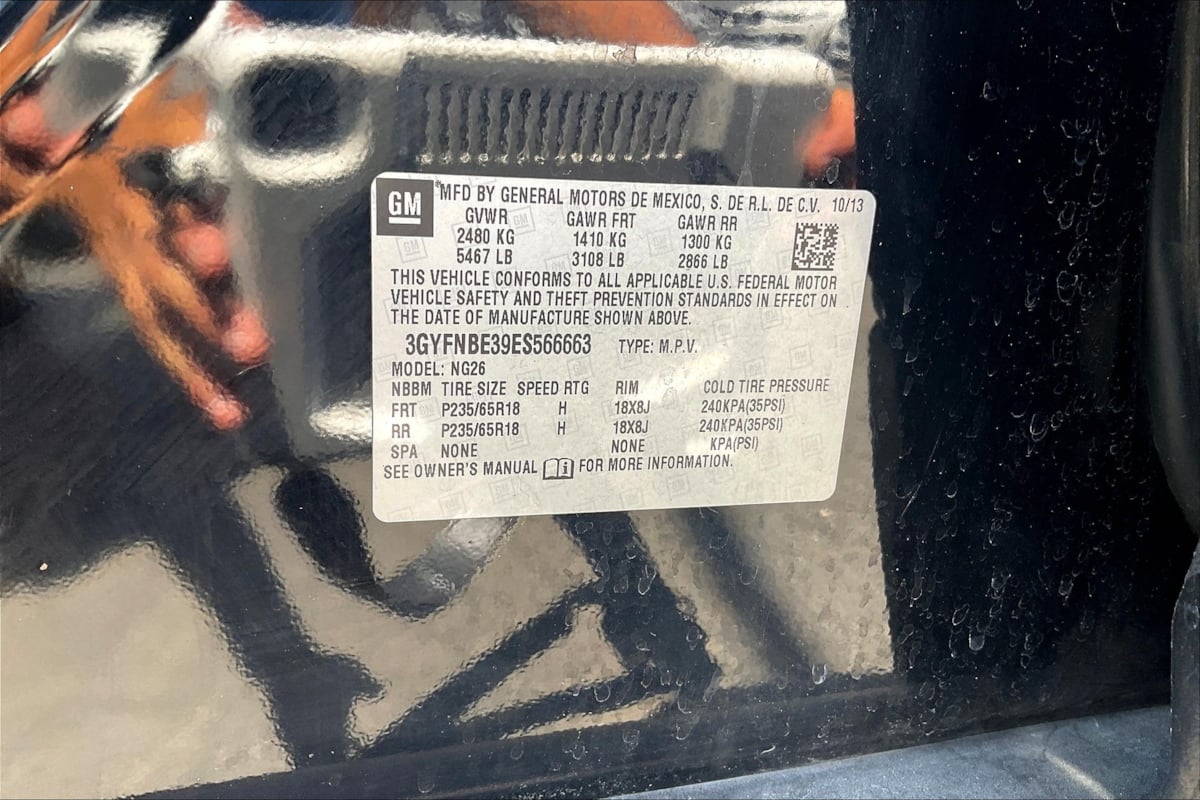 GM *MFD BY GENERAL MOTORS DE MEXICO, S. DE R.L. DE C.V. 10/13
GVWR GAWR FRT GAWR RR
2480 KG 1410 KG 1300 KG
5467 LB 3108 LB 2866 LB
THIS VEHICLE CONFORMS TO ALL APPLICABLE U.S. FEDERAL MOTOR
VEHICLE SAFETY AND THEFT PREVENTION STANDARDS IN EFFECT ON
THE DATE OF MANUFACTURE SHOWN ABOVE.
3GYFNBE39ES566663 TYPE: M.P.V.
MODEL: NG26
NBBM TIRE SIZE SPEED RTG RIM COLD TIRE PRESSURE
FRT P235/65R18 H 18X8J 240KPA(35PSI)
RR P235/65R18 H 18X8J 240KPA(35PSI)
SPA NONE NONE KPA(PSI)
SEE OWNER'S MANUAL FOR MORE INFORMATION.